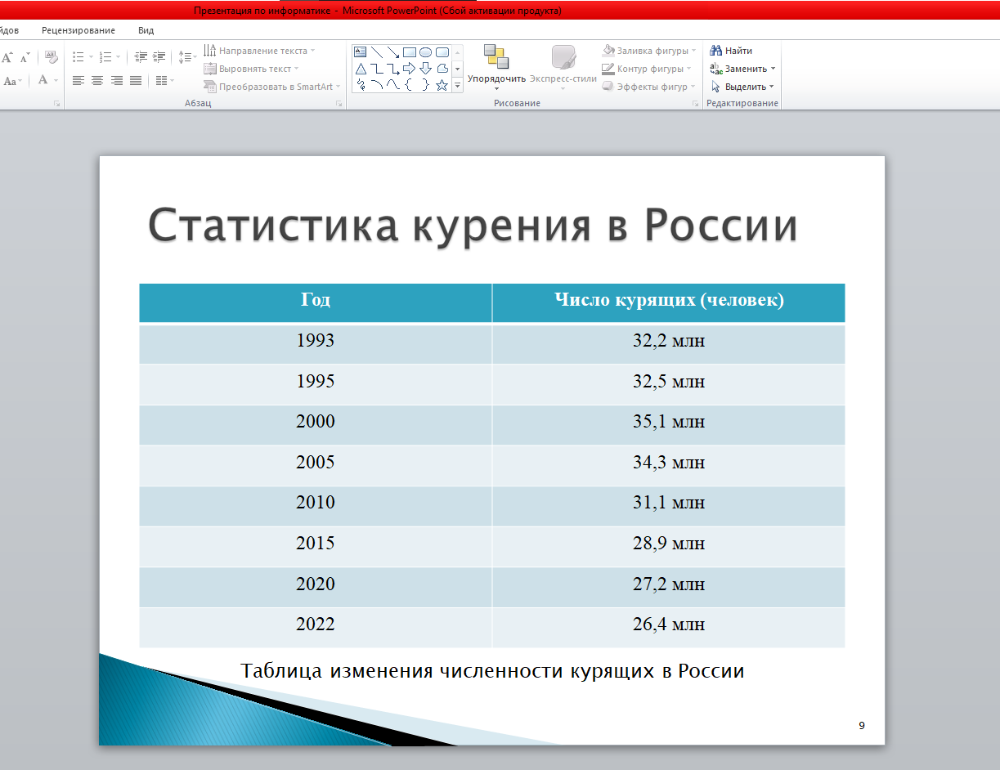 Презентация по информатике - Microsoft PowerPoint (Сбой активации продукта)
йдов Рецензирование Вид
Направление текста
Выровнять текст
Преобразовать в SmartArt
Абзац
Упорядочить
Экспресс-стили
Рисование
Заливка фигуры
Контур фигуры
Эффекты фигур
Найти
Заменить
Выделить
Редактирование
Статистика курения в России
Год Число курящих (человек)
1993 32,2 млн
1995 32,5 млн
2000 35,1 млн
2005 34,3 млн
2010 31,1 млн
2015 28,9 млн
2020 27,2 млн
2022 26,4 млн
Таблица изменения численности курящих в России
9